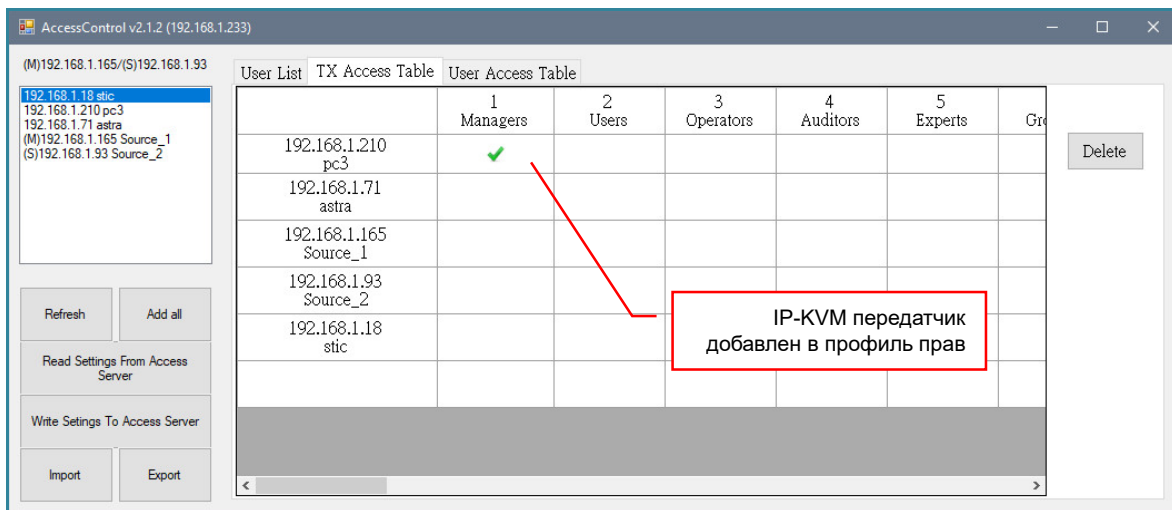 AccessControl v2.1.2 (192.168.1.233)
(M)192.168.1.165/(S)192.168.1.93
192.168.1.18 stic
192.168.1.210 pc3
192.168.1.71 astra
(M)192.168.1.165 Source_1
(S)192.168.1.93 Source_2
Refresh
Add all
Read Settings From Access
Server
Write Setings To Access Server
Import
Export
User List
TX Access Table
User Access Table
1
Managers
2
Users
3
Operators
4
Auditors
5
Experts
Gro
192.168.1.210
pc3
192.168.1.71
astra
192.168.1.165
Source_1
192.168.1.93
Source_2
192.168.1.18
stic
IP-KVM передатчик
добавлен в профиль прав
Delete